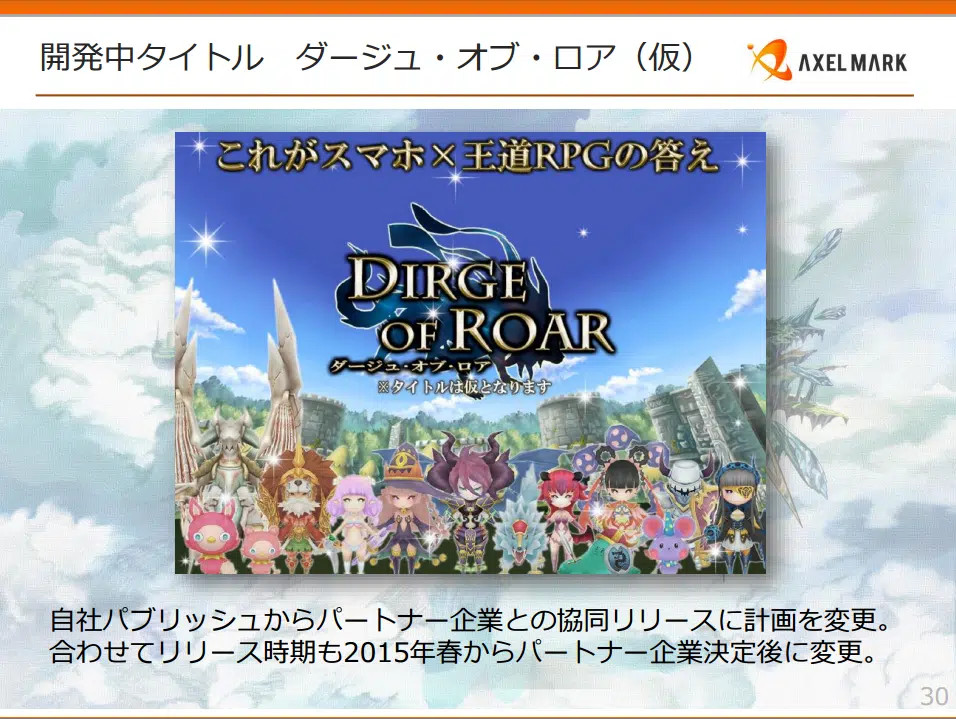 開発中タイトル　ダージュ・オブ・ロア（仮）
AXEL MARK
これがスマホ×王道RPGの答え
DIRGE
OF ROAR
ダージュ・オブ・ロア
※タイトルは仮となります
自社パブリッシュからパートナー企業との協同リリースに計画を変更。
合わせてリリース時期も2015年春からパートナー企業決定後に変更。
30